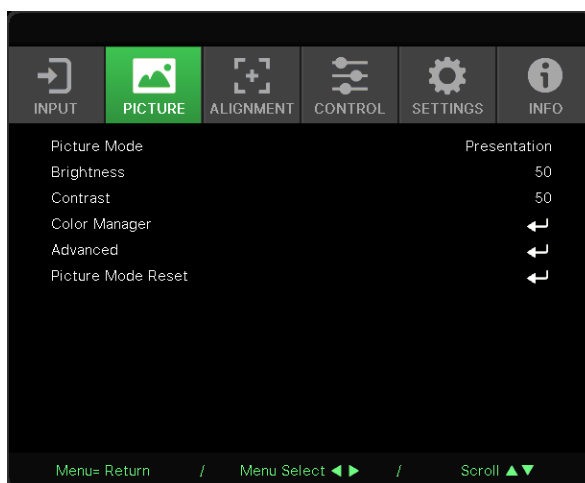 INPUT PICTURE ALIGNMENT CONTROL SETTINGS INFO
Picture Mode Presentation
Brightness 50
Contrast 50
Color Manager
Advanced
Picture Mode Reset
Menu= Return / Menu Select ◀ ▶ / Scroll ▲▼